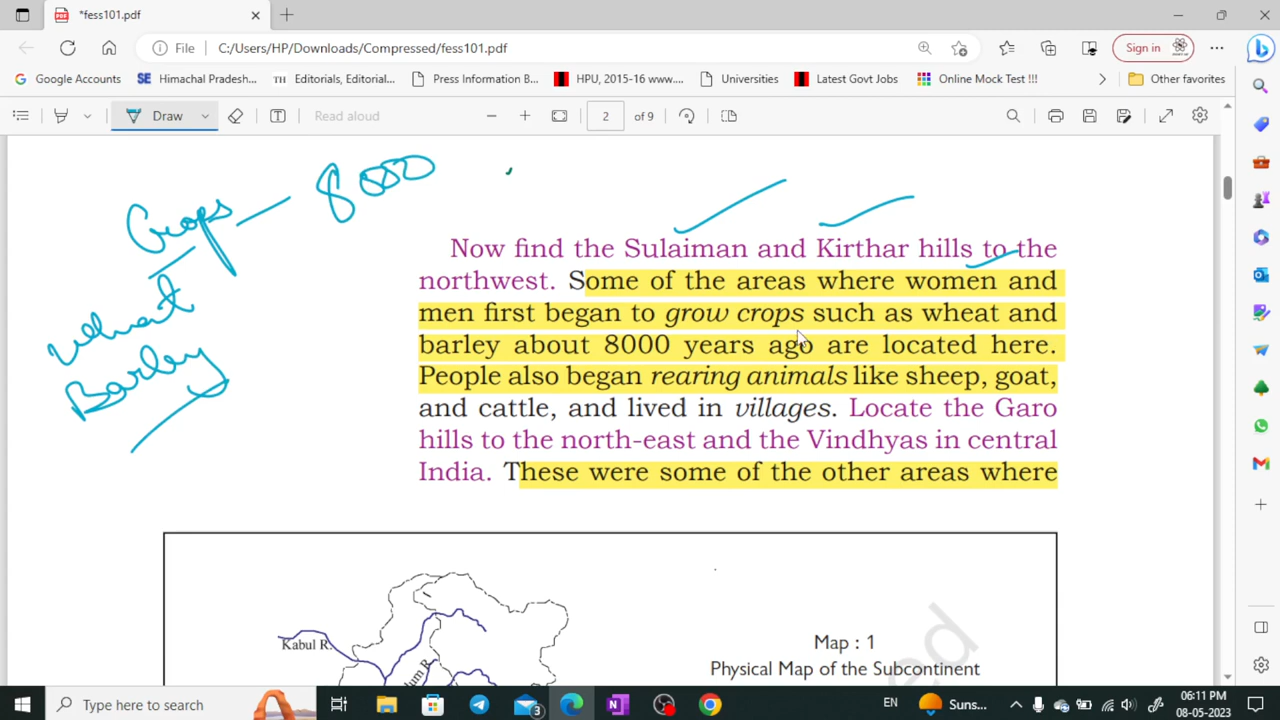 *fess101.pdf
File
C:/Users/HP/Downloads/Compressed/fess101.pdf
Sign in
Google Accounts
SE Himachal Pradesh...
TH Editorials, Editorial...
Press Information B...
HPU, 2015-16 www....
Universities
Latest Govt Jobs
Online Mock Test !!!
Other favorites
Draw
Read aloud
2
of 9
Crops — 8000
Wheat
Barley
Now find the Sulaiman and Kirthar hills to the
northwest. Some of the areas where women and
men first began to grow crops such as wheat and
barley about 8000 years ago are located here.
People also began rearing animals like sheep, goat,
and cattle, and lived in villages. Locate the Garo
hills to the north-east and the Vindhyas in central
India. These were some of the other areas where
Kabul R.
Map : 1
Physical Map of the Subcontinent
Type here to search
3
Suns...
EN
06:11 PM
08-05-2023